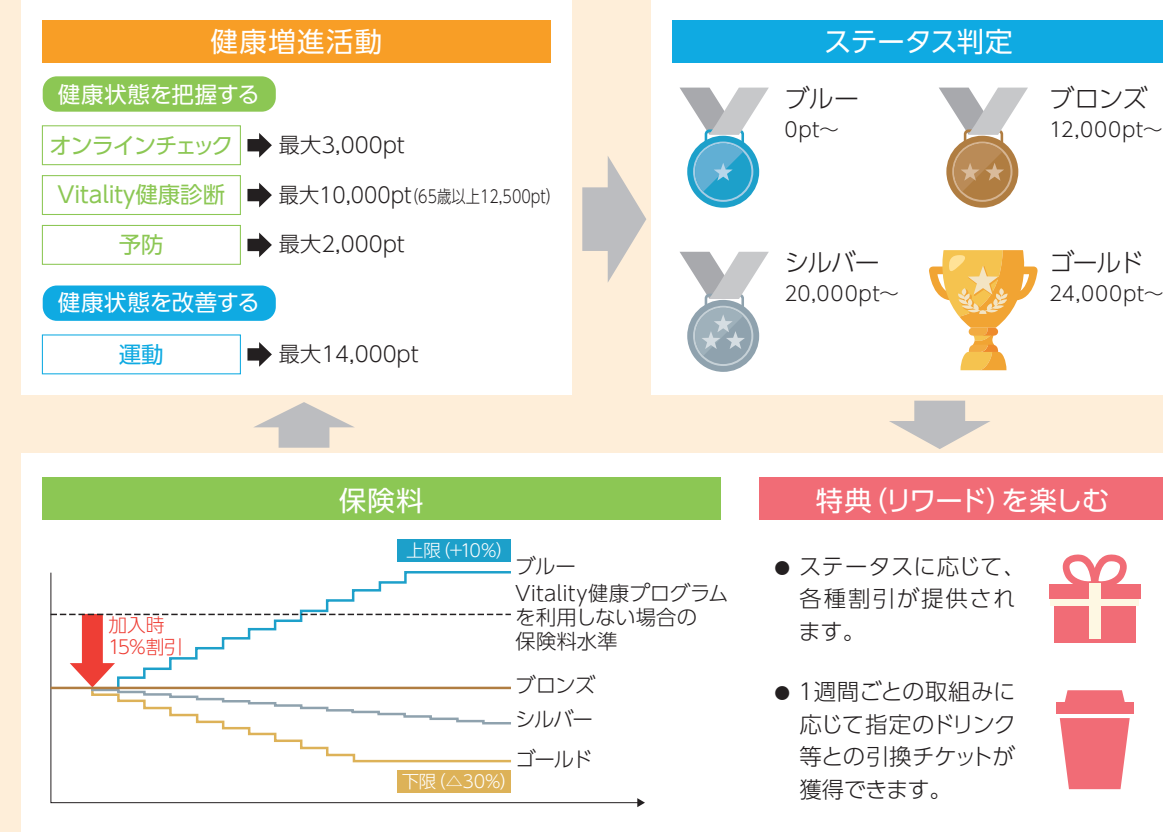 健康増進活動
健康状態を把握する
オンラインチェック ➡ 最大3,000pt
Vitality健康診断 ➡ 最大10,000pt(65歳以上12,500pt)
予防 ➡ 最大2,000pt
健康状態を改善する
運動 ➡ 最大14,000pt
ステータス判定
ブルー
0pt～
ブロンズ
12,000pt～
シルバー
20,000pt～
ゴールド
24,000pt～
保険料
上限(+10%)
ブルー
Vitality健康プログラム
を利用しない場合の
保険料水準
加入時
15%割引
ブロンズ
シルバー
ゴールド
下限(△30%)
特典(リワード)を楽しむ
● ステータスに応じて、
各種割引が提供され
ます。
● 1週間ごとの取組みに
応じて指定のドリンク
等との引換チケットが
獲得できます。